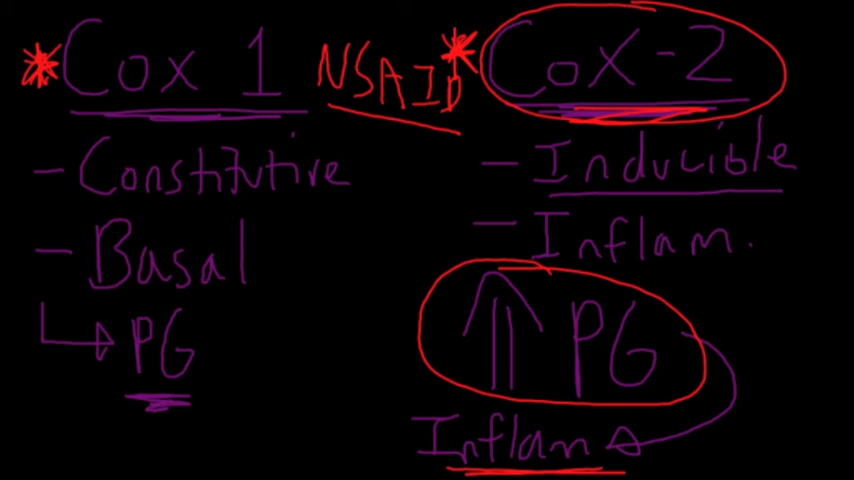 * Cox 1 NSAID * CoX-2
- Constitutive
- Basal
PG
- Inducible
- Inflam.
⇑ PG
Inflam